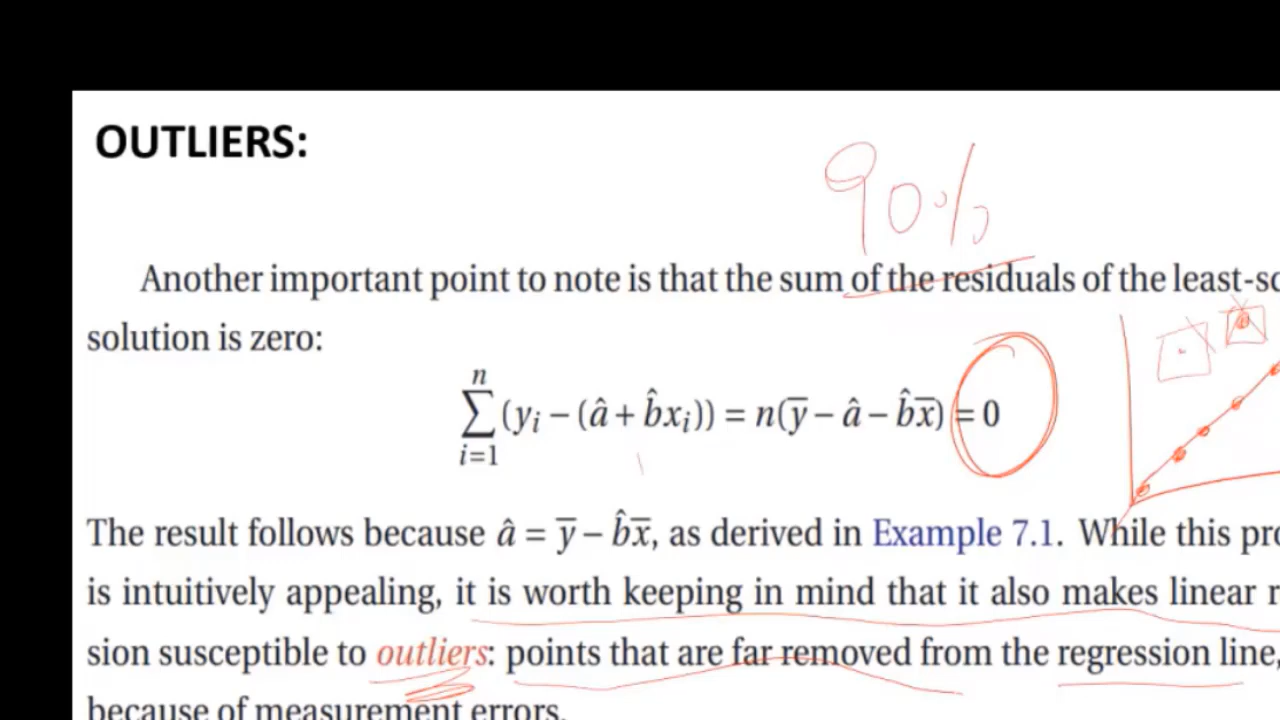 OUTLIERS:
90%
Another important point to note is that the sum of the residuals of the least-s
solution is zero:
n
∑(yᵢ − (â + b̂xᵢ)) = n(y̅ − â − b̂x̅) = 0
i=1
The result follows because â = y̅ − b̂x̅, as derived in Example 7.1. While this pro
is intuitively appealing, it is worth keeping in mind that it also makes linear r
sion susceptible to outliers: points that are far removed from the regression line,
because of measurement errors.